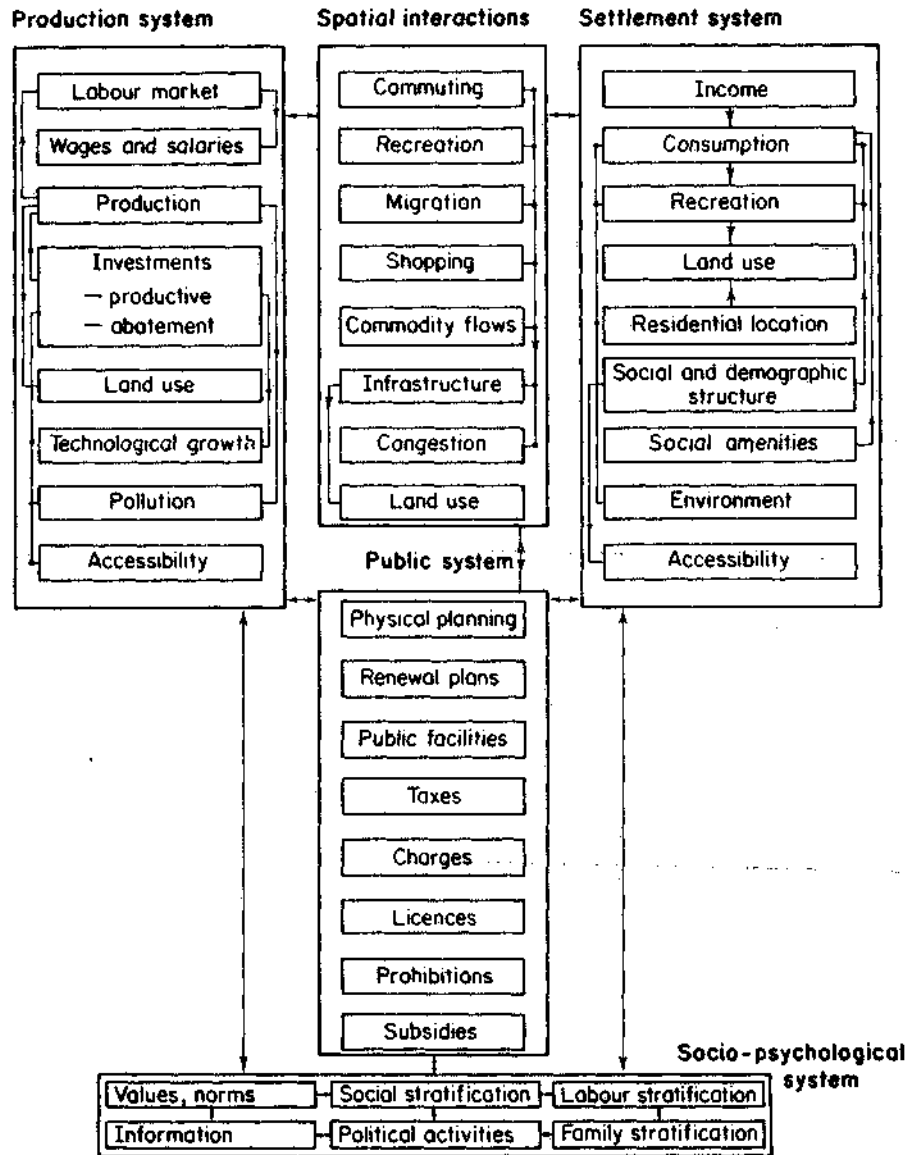 Production system
Labour market
Wages and salaries
Production
Investments
– productive
– abatement
Land use
Technological growth
Pollution
Accessibility
Spatial interactions
Commuting
Recreation
Migration
Shopping
Commodity flows
Infrastructure
Congestion
Land use
Settlement system
Income
Consumption
Recreation
Land use
Residential location
Social and demographic
structure
Social amenities
Environment
Accessibility
Public system
Physical planning
Renewal plans
Public facilities
Taxes
Charges
Licences
Prohibitions
Subsidies
Socio-psychological
system
Values, norms
Social stratification
Labour stratification
Information
Political activities
Family stratification